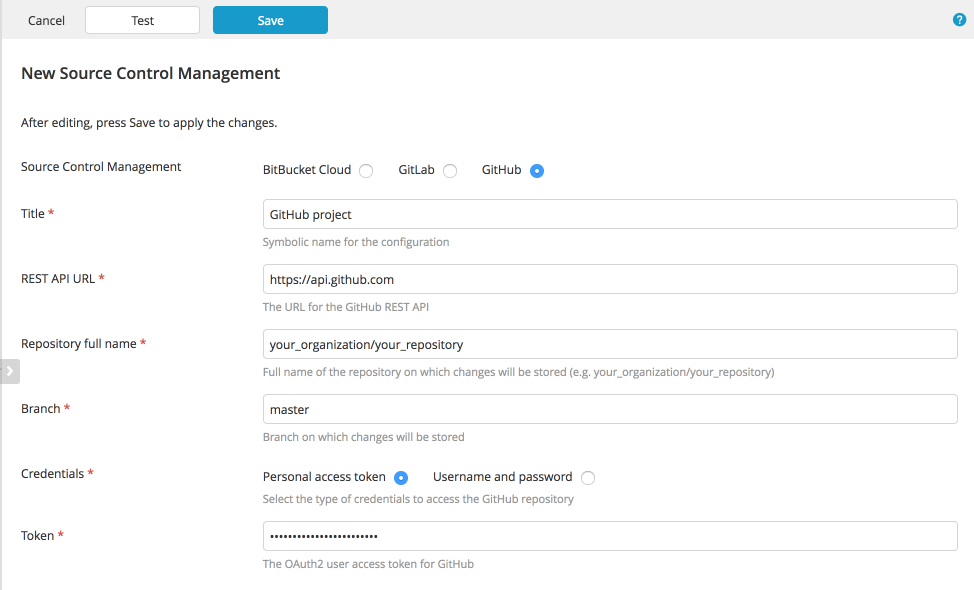 Cancel Test Save ?
New Source Control Management
After editing, press Save to apply the changes.
Source Control Management BitBucket Cloud GitLab GitHub
Title * GitHub project
Symbolic name for the configuration
REST API URL * https://api.github.com
The URL for the GitHub REST API
Repository full name * your_organization/your_repository
Full name of the repository on which changes will be stored (e.g. your_organization/your_repository)
Branch * master
Branch on which changes will be stored
Credentials * Personal access token Username and password
Select the type of credentials to access the GitHub repository
Token * ••••••••••••••••••••••••
The OAuth2 user access token for GitHub